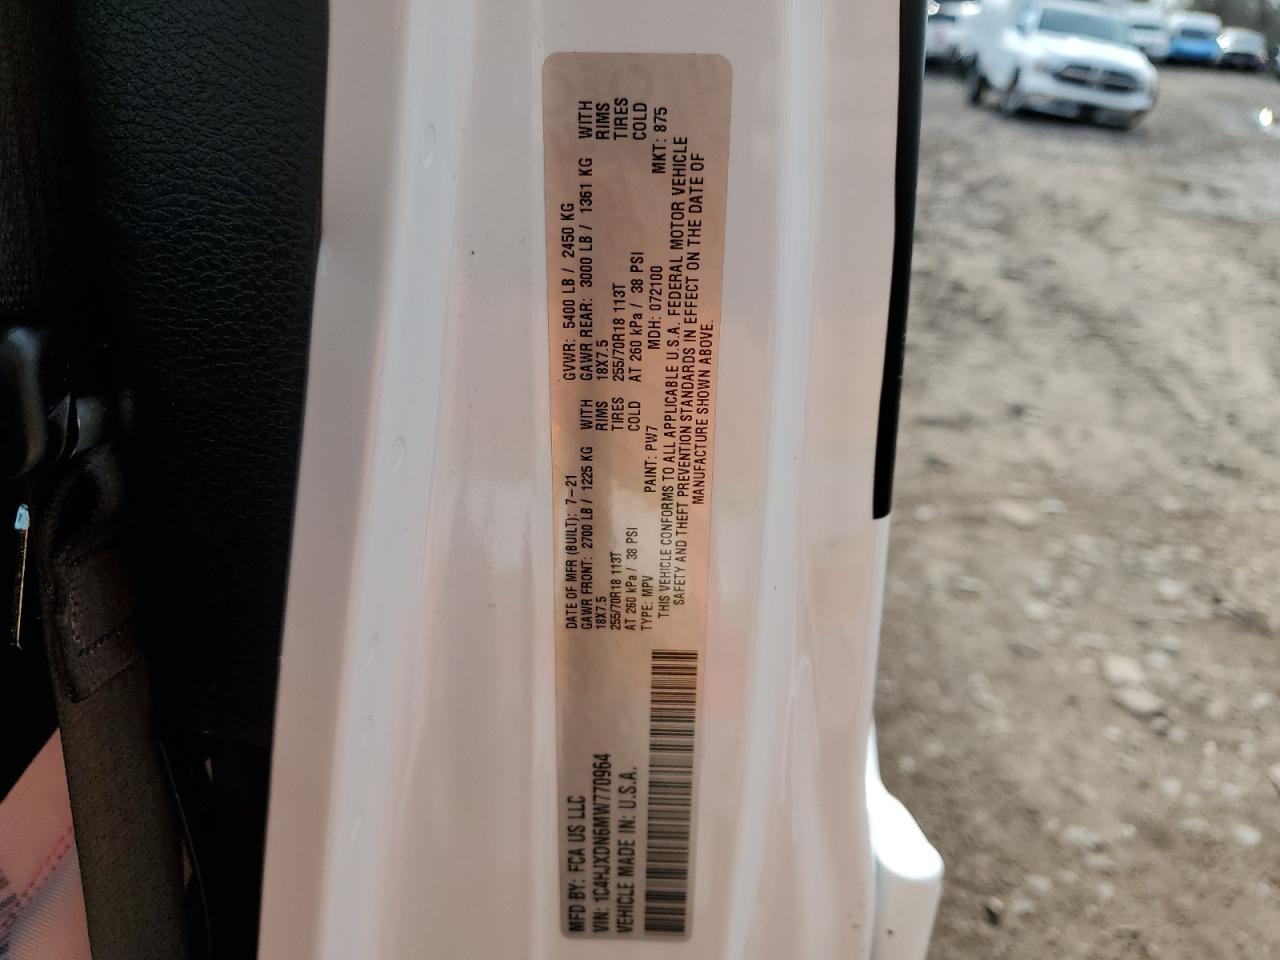 MFD BY: FCA US LLC
DATE OF MFR (BUILT): 7-21
GVWR: 5400 LB / 2450 KG
VIN: 1C4HJXDN6MW770964
GAWR FRONT: 2700 LB / 1225 KG WITH
GAWR REAR: 3000 LB / 1361 KG WITH
VEHICLE MADE IN: U.S.A.
18X7.5 RIMS
18X7.5 RIMS
255/70R18 113T TIRES
255/70R18 113T TIRES
AT 260 kPa / 38 PSI COLD
AT 260 kPa / 38 PSI COLD
TYPE: MPV PAINT: PW7 MDH: 072100 MKT: 875
THIS VEHICLE CONFORMS TO ALL APPLICABLE U.S.A. FEDERAL MOTOR VEHICLE
SAFETY AND THEFT PREVENTION STANDARDS IN EFFECT ON THE DATE OF
MANUFACTURE SHOWN ABOVE.